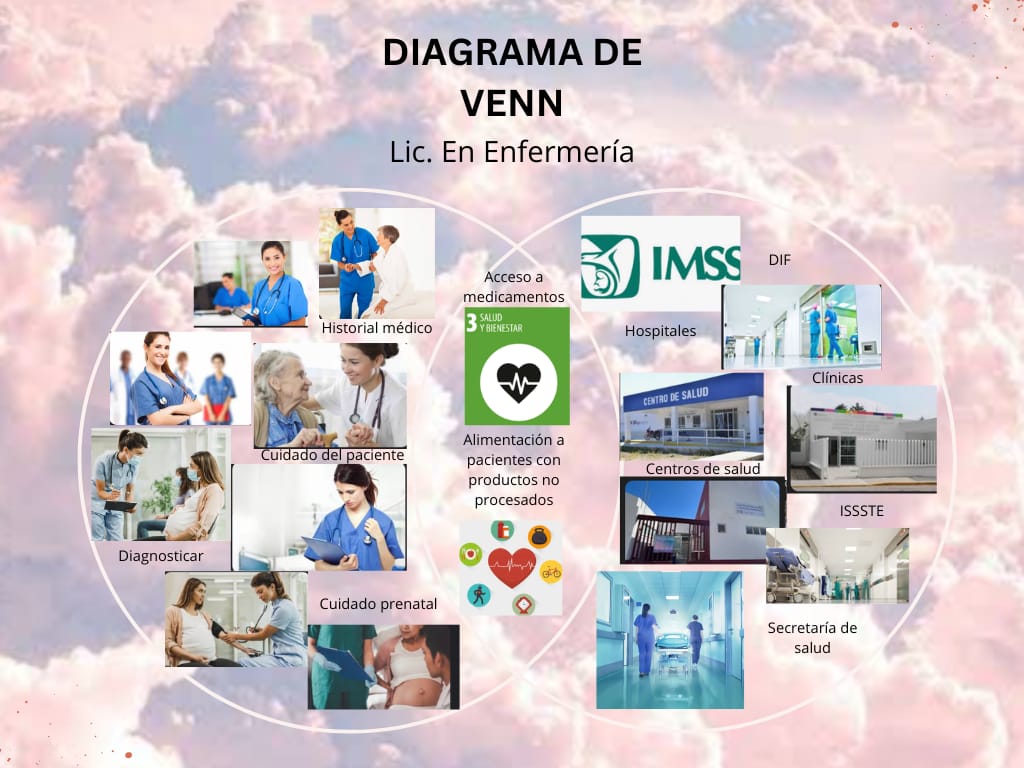 DIAGRAMA DE
VENN
Lic. En Enfermería
Historial médico
Cuidado del paciente
Diagnosticar
Cuidado prenatal
Acceso a
medicamentos
3 SALUD
Y BIENESTAR
Alimentación a
pacientes con
productos no
procesados
IMSS
DIF
Hospitales
Clínicas
CENTRO DE SALUD
Centros de salud
ISSSTE
Secretaría de
salud